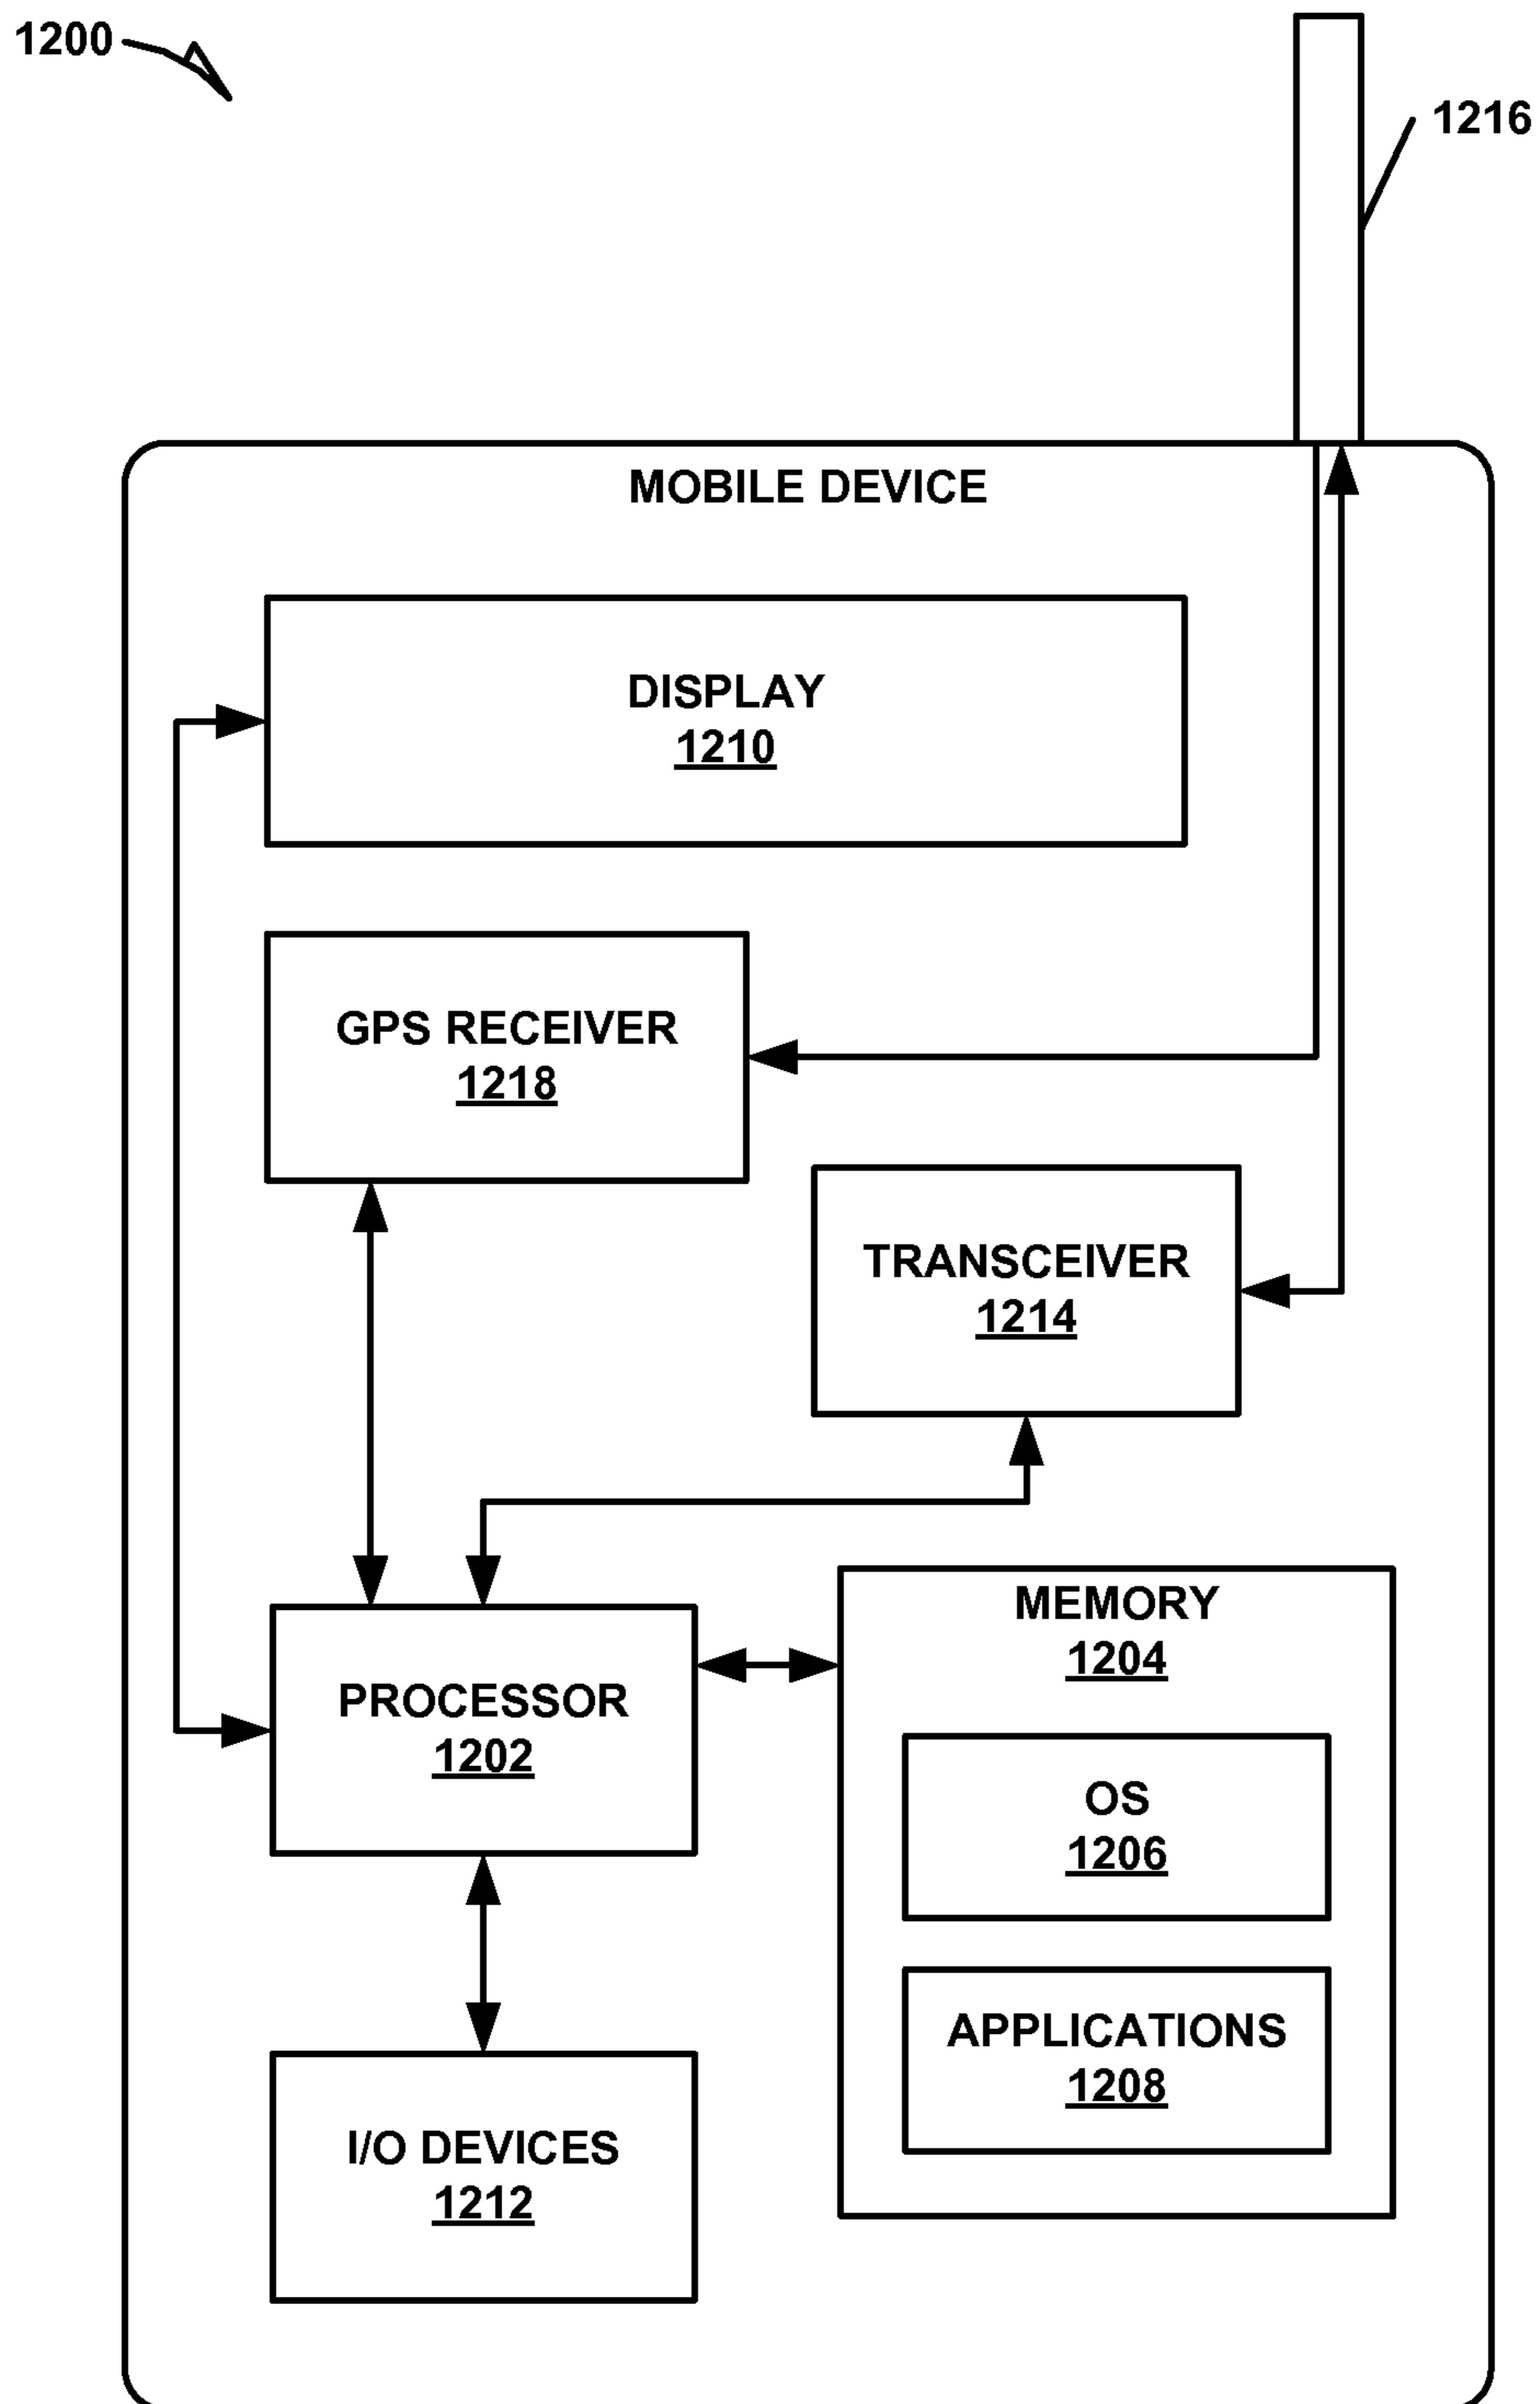 1200
1216
MOBILE DEVICE
DISPLAY
1210
GPS RECEIVER
1218
TRANSCEIVER
1214
MEMORY
1204
PROCESSOR
1202
OS
1206
APPLICATIONS
1208
I/O DEVICES
1212